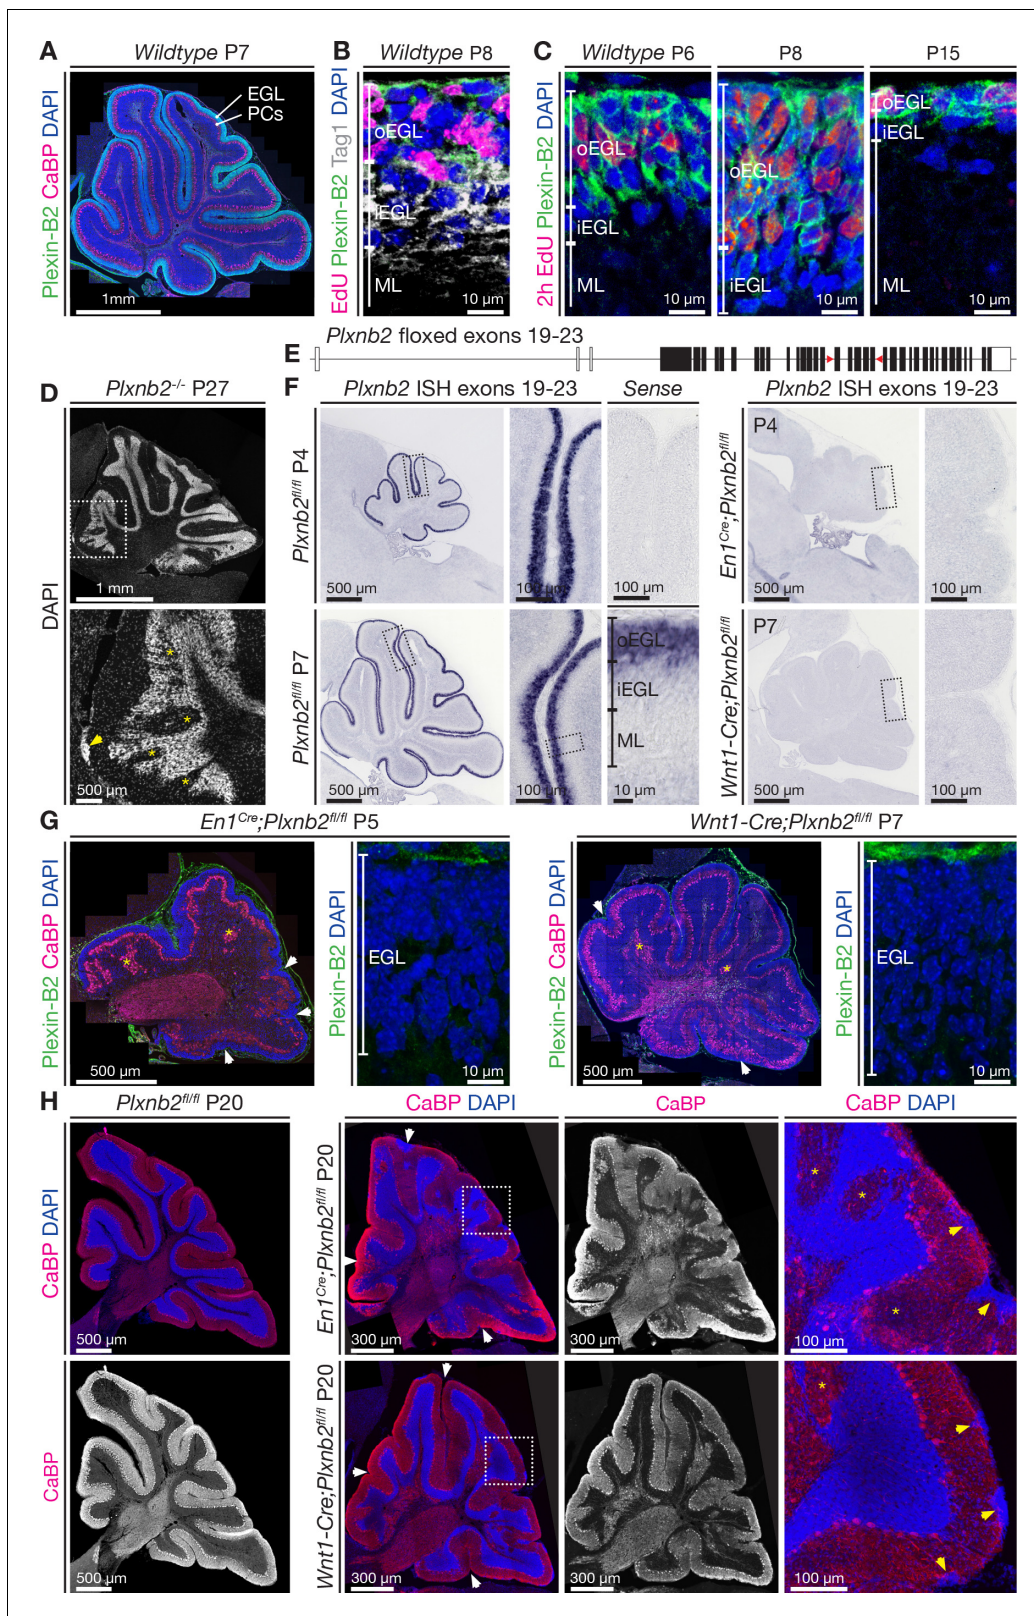 A
Wildtype P7
Plexin-B2 CaBP DAPI
EGL
PCs
1mm
B
Wildtype P8
EdU Plexin-B2 Tag1 DAPI
oEGL
iEGL
ML
10 µm
C
Wildtype P6
P8
P15
2h EdU Plexin-B2 DAPI
oEGL
iEGL
ML
10 µm
oEGL
iEGL
10 µm
oEGL
iEGL
ML
10 µm
E
Plxnb2 floxed exons 19-23
D
Plxnb2-/- P27
DAPI
1 mm
500 µm
F
Plxnb2 ISH exons 19-23
Sense
Plxnb2 ISH exons 19-23
Plxnb2fl/fl P4
500 µm
100 µm
100 µm
En1Cre;Plxnb2fl/fl
P4
500 µm
100 µm
Plxnb2fl/fl P7
500 µm
100 µm
oEGL
iEGL
ML
10 µm
Wnt1-Cre;Plxnb2fl/fl
P7
500 µm
100 µm
G
En1Cre;Plxnb2fl/fl P5
Wnt1-Cre;Plxnb2fl/fl P7
Plexin-B2 CaBP DAPI
500 µm
Plexin-B2 DAPI
EGL
10 µm
Plexin-B2 CaBP DAPI
500 µm
Plexin-B2 DAPI
EGL
10 µm
H
Plxnb2fl/fl P20
CaBP DAPI
CaBP
CaBP DAPI
CaBP DAPI
500 µm
En1Cre;Plxnb2fl/fl P20
300 µm
300 µm
100 µm
CaBP
500 µm
Wnt1-Cre;Plxnb2fl/fl P20
300 µm
300 µm
100 µm